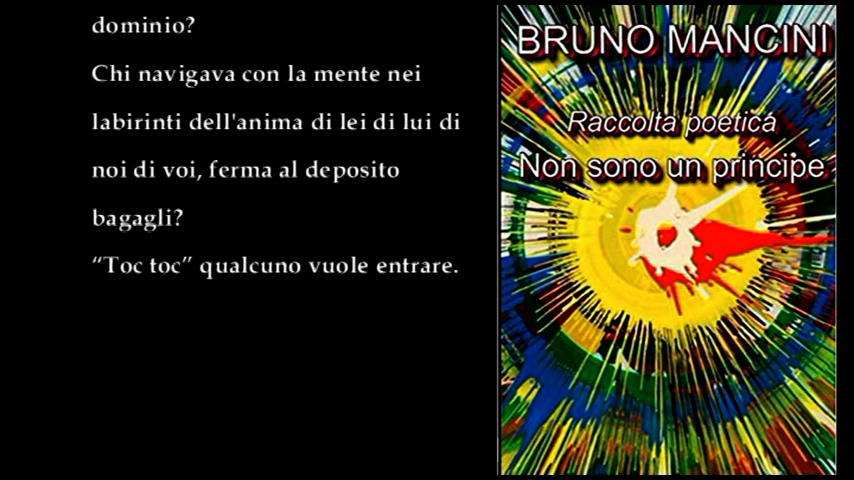 dominio?
Chi navigava con la mente nei
labirinti dell'anima di lei di lui di
noi di voi, ferma al deposito
bagagli?
“Toc toc” qualcuno vuole entrare.
BRUNO MANCINI
Raccolta poetica
Non sono un principe